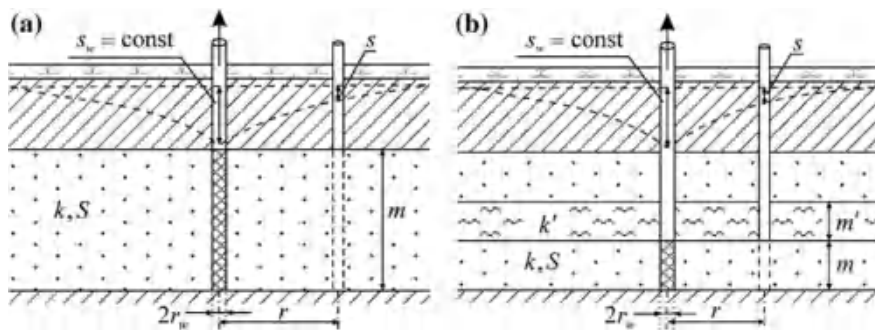 (a)
s_w = const
s
k, S
m
2r_w
r
(b)
s_w = const
s
k'
m'
k, S
m
2r_w
r